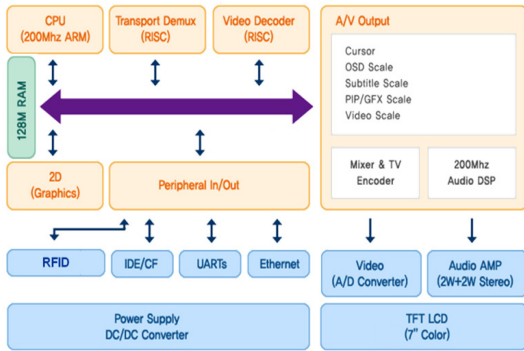 CPU
(200Mhz ARM)
Transport Demux
(RISC)
Video Decoder
(RISC)
A/V Output
Cursor
OSD Scale
Subtitle Scale
PIP/GFX Scale
Video Scale
128M RAM
2D
(Graphics)
Peripheral In/Out
Mixer & TV
Encoder
200Mhz
Audio DSP
RFID
IDE/CF
UARTs
Ethernet
Video
(A/D Converter)
Audio AMP
(2W+2W Stereo)
Power Supply
DC/DC Converter
TFT LCD
(7" Color)